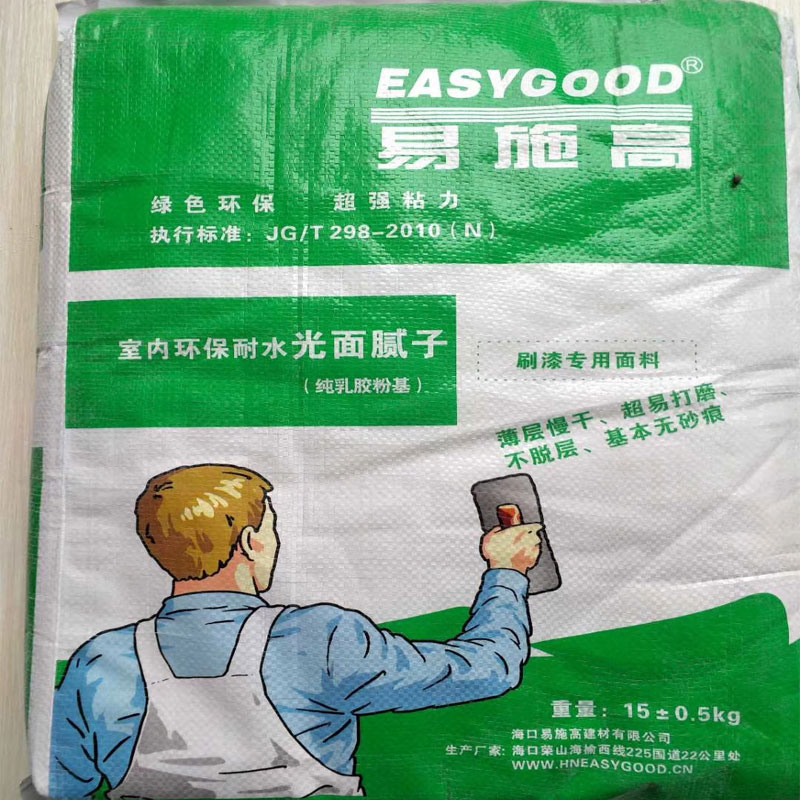 EASYGOOD®
易施高
绿色环保 超强粘力
执行标准：JG/T 298-2010（N）
室内环保耐水光面腻子
（纯乳胶粉基）
刷漆专用面料
薄层慢干、超易打磨、
不脱层、基本无砂痕
重量：15±0.5kg
海口易施高建材有限公司
生产厂家：海口荣山海榆西线225国道22公里处
WWW.HNEASYGOOD.CN